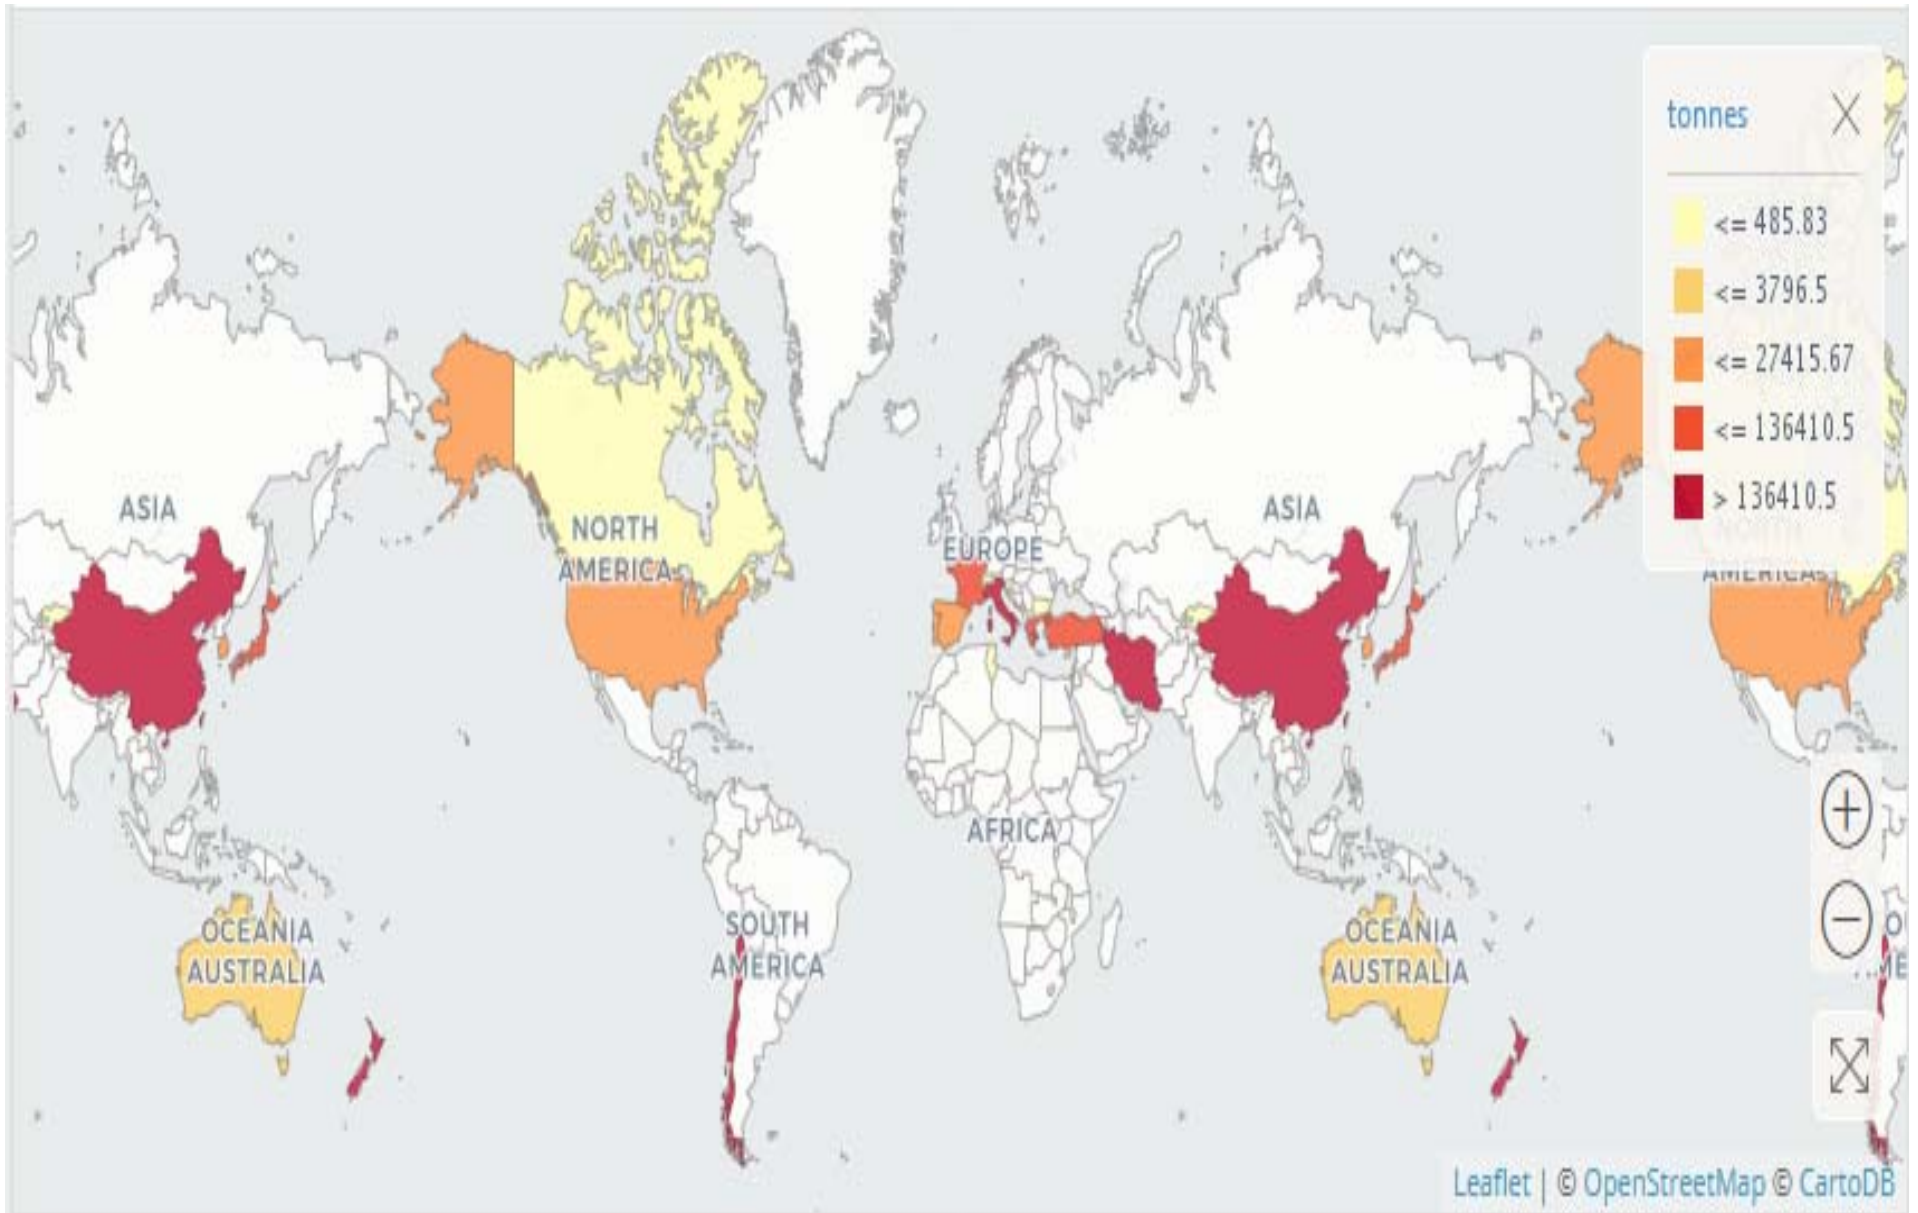 tonnes
<= 485.83
<= 3796.5
<= 27415.67
<= 136410.5
> 136410.5
ASIA
NORTH
AMERICA
EUROPE
ASIA
AMERICA
AFRICA
SOUTH
AMERICA
OCEANIA
AUSTRALIA
OCEANIA
AUSTRALIA
Leaflet | © OpenStreetMap © CartoDB